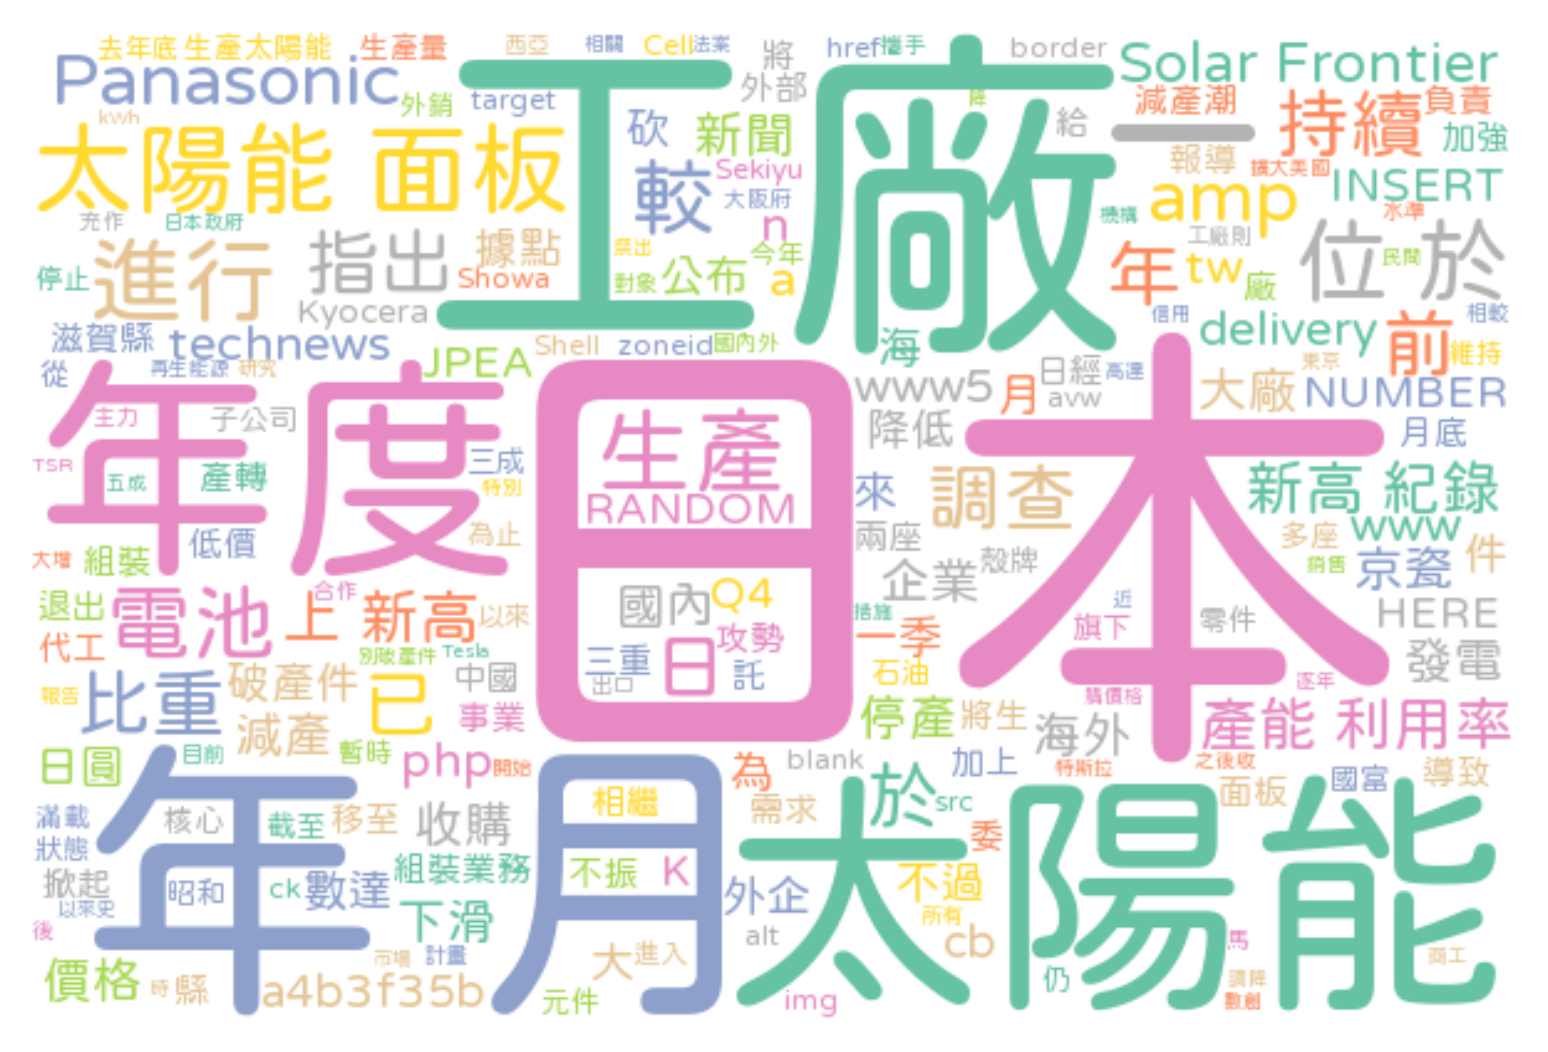 去年底 生產太陽能 生產量 西亞 相關 Cell 法案 將 href 攜手 border
Panasonic 外銷 target 外部 工廠 降 給 Solar Frontier
kWh 砍 新聞 減產潮 持續 負責
太陽能 面板 較 Sekiyu 一 報導 擴大美國 加強
大阪府 amp INSERT
充作 日本政府 n 機構 水準
進行 指出 據點 祭出 今年 工廠則 位於 民間
停止 Showa 對象 公布 a 年 tw 廠
Kyocera 信用 相較
滋賀縣 technews JPEA Shell zoneid 國內外 海 delivery 前 維持
從 再生能源 研究 日經 高達 東京
年度 日本 www5 月 avw 大廠 NUMBER
主力 子公司 生產 降低 月底
TSR 五成 產轉 三成 特別 RANDOM 來 調查 新高 紀錄
低價 為止 兩座 多座 www
大增 組裝 企業 殼牌 銷售 京瓷 件
退出 電池 上 合作 新高 以來 國內 Q4 措施 近 HERE
代工 別破產件 Tesla 三重 日 攻勢 一季 旗下 零件 發電
報告 比重 破產件 已 中國 出口 託 石油 購價格 逐年
減產 事業 停產 將生 海外 產能 利用率
日圓 目前 暫時 php 開始 為 blank 加上 特斯拉 之後收
年 月 太陽能 相繼 需求 於 src 面板 國富 導致
滿載 核心 截至 移至 收購 委
狀態 組裝業務 不振 K
掀起 昭和 ck 數達 外企 不過
以來史 下滑 所有
後 市場 計畫 大 進入 alt cb 馬 商工
價格 時 縣 a4b3f35b 元件 img 仍 調降
數創